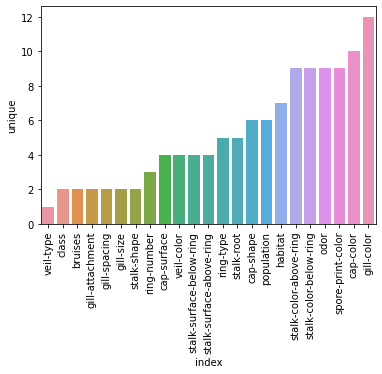 12
10
8
6
4
2
0
unique
veil-type
class
bruises
gill-attachment
gill-spacing
gill-size
stalk-shape
ring-number
cap-surface
veil-color
stalk-surface-below-ring
stalk-surface-above-ring
ring-type
stalk-root
cap-shape
population
habitat
stalk-color-above-ring
stalk-color-below-ring
odor
spore-print-color
cap-color
gill-color
index